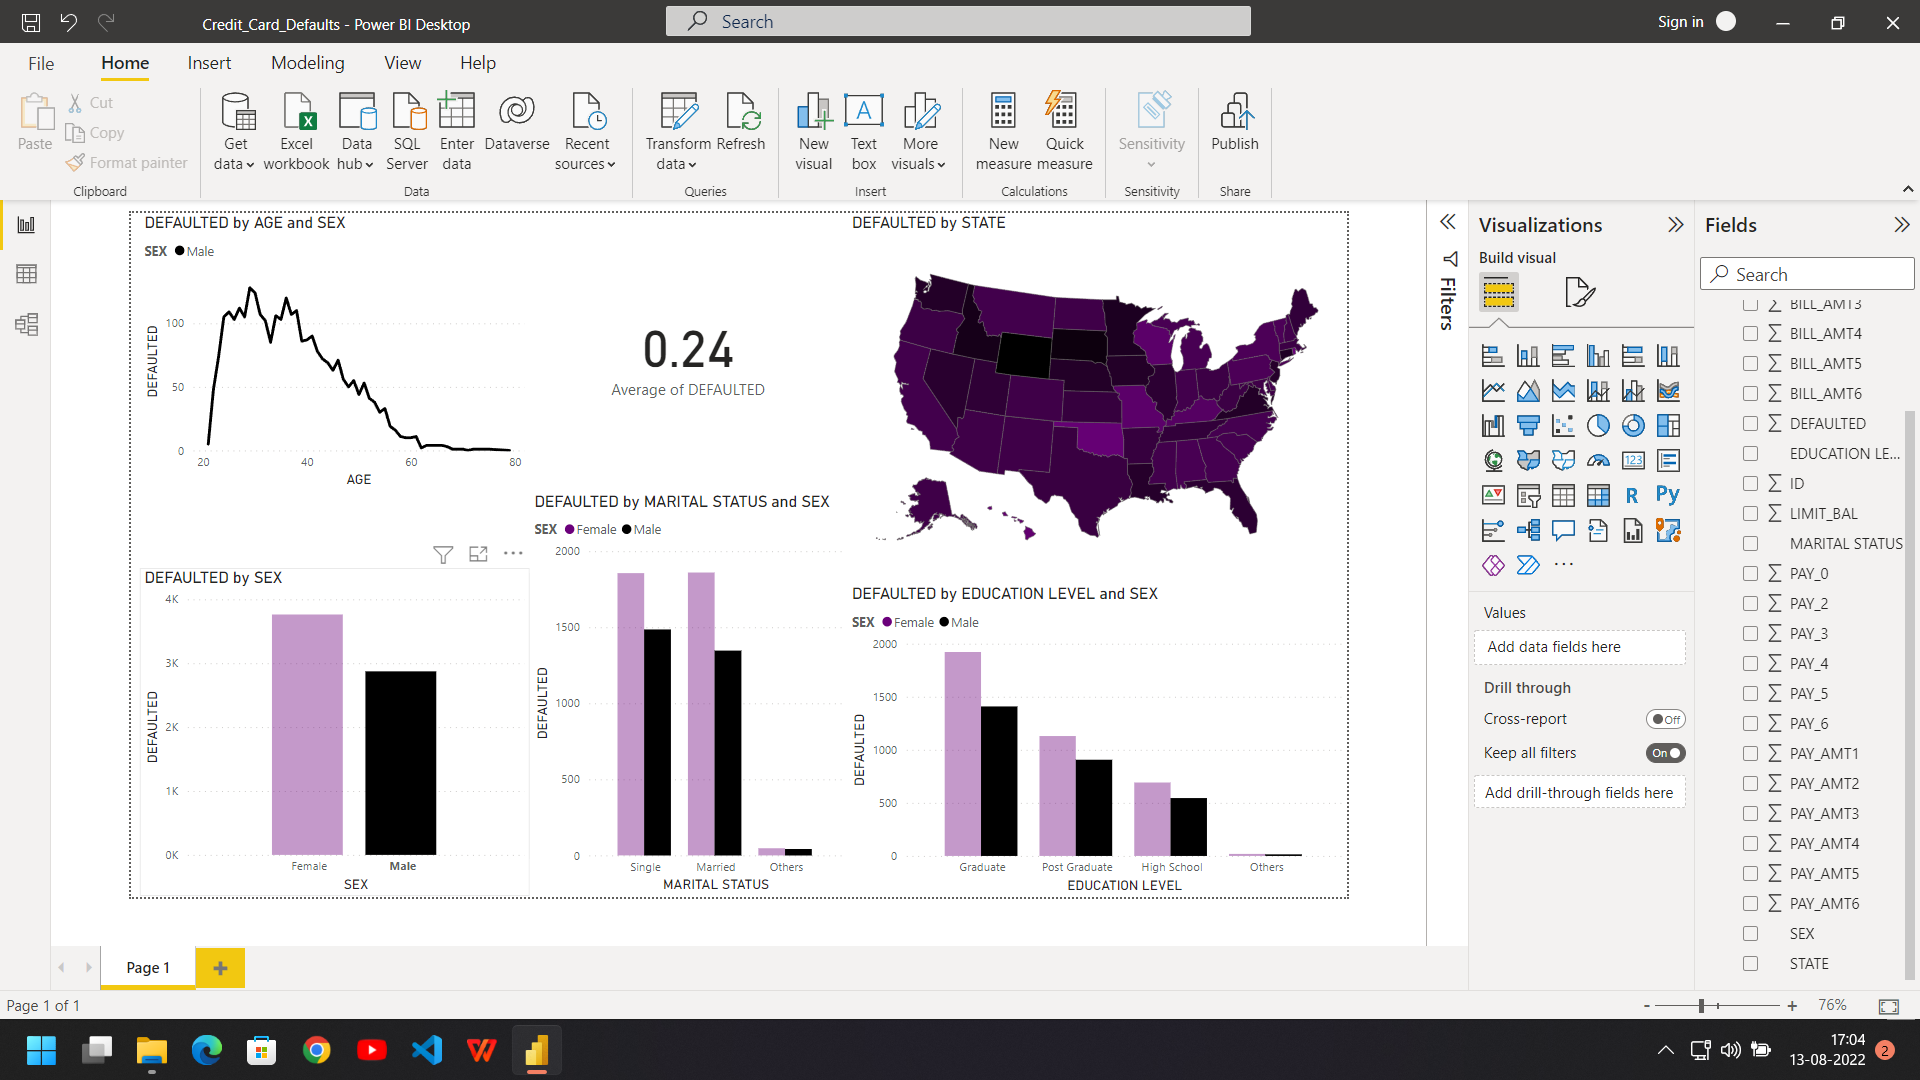 Credit_Card_Defaults - Power BI Desktop
Search
Sign in
File Home Insert Modeling View Help
Paste
Cut
Copy
Format painter
Clipboard
Get data
Excel workbook
Data hub
SQL Server
Enter data
Dataverse
Recent sources
Data
Transform data
Refresh
Queries
New visual
Text box
More visuals
Insert
New measure
Quick measure
Calculations
Sensitivity
Sensitivity
Publish
Share
DEFAULTED by AGE and SEX
SEX Male
DEFAULTED
100
50
0
20 40 60 80
AGE
0.24
Average of DEFAULTED
DEFAULTED by STATE
DEFAULTED by SEX
DEFAULTED
4K
3K
2K
1K
0K
Female Male
SEX
DEFAULTED by MARITAL STATUS and SEX
SEX Female Male
DEFAULTED
2000
1500
1000
500
0
Single Married Others
MARITAL STATUS
DEFAULTED by EDUCATION LEVEL and SEX
SEX Female Male
DEFAULTED
2000
1500
1000
500
0
Graduate Post Graduate High School Others
EDUCATION LEVEL
Filters
Visualizations
Build visual
123
R
Py
Values
Add data fields here
Drill through
Cross-report Off
Keep all filters On
Add drill-through fields here
Fields
Search
BILL_AMT3
BILL_AMT4
BILL_AMT5
BILL_AMT6
DEFAULTED
EDUCATION LE...
ID
LIMIT_BAL
MARITAL STATUS
PAY_0
PAY_2
PAY_3
PAY_4
PAY_5
PAY_6
PAY_AMT1
PAY_AMT2
PAY_AMT3
PAY_AMT4
PAY_AMT5
PAY_AMT6
SEX
STATE
Page 1
Page 1 of 1
76%
17:04
13-08-2022
2